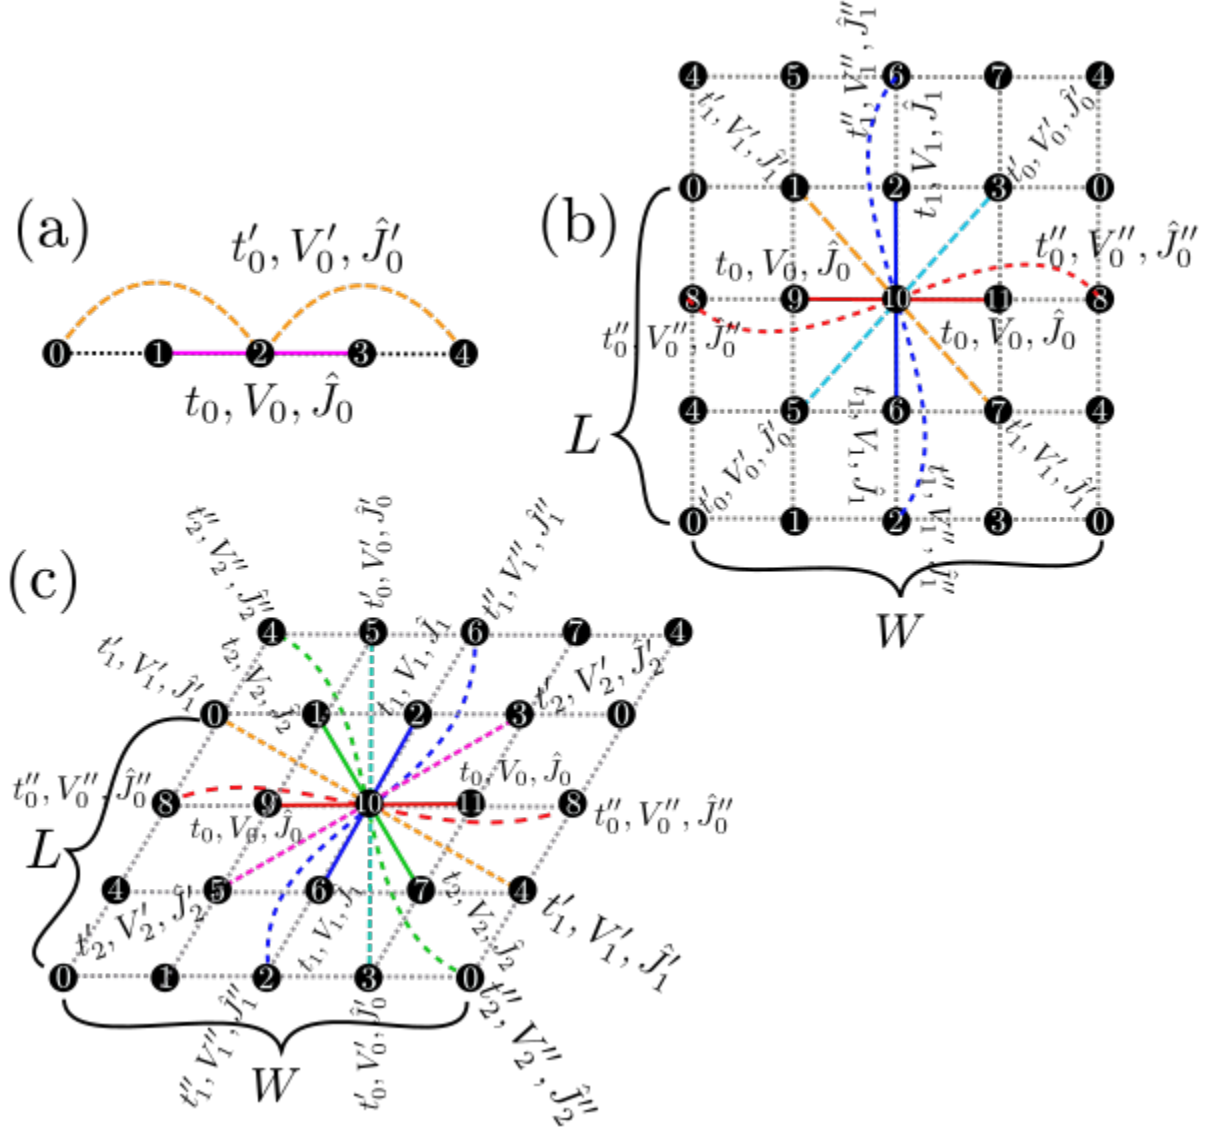 (a)
t′₀, V′₀, Ĵ′₀
0 1 2 3 4
t₀, V₀, Ĵ₀
(b)
t″₁, V″₁, Ĵ″₁
4 5 6 7 4
t′₁, V′₁, Ĵ′₁
t₁, V₁, Ĵ₁
t′₀, V′₀, Ĵ′₀
0 1 2 3 0
t₀, V₀, Ĵ₀
t″₀, V″₀, Ĵ″₀
8 9 10 11 8
t″₀, V″₀, Ĵ″₀
t₀, V₀, Ĵ₀
L
4 5 6 7 4
t′₀, V′₀, Ĵ′₀
t₁, V₁, Ĵ₁
t″₁, V″₁, Ĵ″₁
t′₁, V′₁, Ĵ′₁
0 1 2 3 0
W
(c)
t″₂, V″₂, Ĵ″₂
t′₀, V′₀, Ĵ′₀
t″₁, V″₁, Ĵ″₁
4 5 6 7 4
t′₁, V′₁, Ĵ′₁
t₂, V₂, Ĵ₂
t₁, V₁, Ĵ₁
t′₂, V′₂, Ĵ′₂
0 1 2 3 0
t″₀, V″₀, Ĵ″₀
t₀, V₀, Ĵ₀
8 9 10 11 8
t₀, V₀, Ĵ₀
t″₀, V″₀, Ĵ″₀
L
4 5 6 7 4
t′₂, V′₂, Ĵ′₂
t₁, V₁, Ĵ₁
t₂, V₂, Ĵ₂
t′₁, V′₁, Ĵ′₁
0 1 2 3 0
t″₁, V″₁, Ĵ″₁
W
t′₀, V′₀, Ĵ′₀
t″₂, V″₂, Ĵ″₂